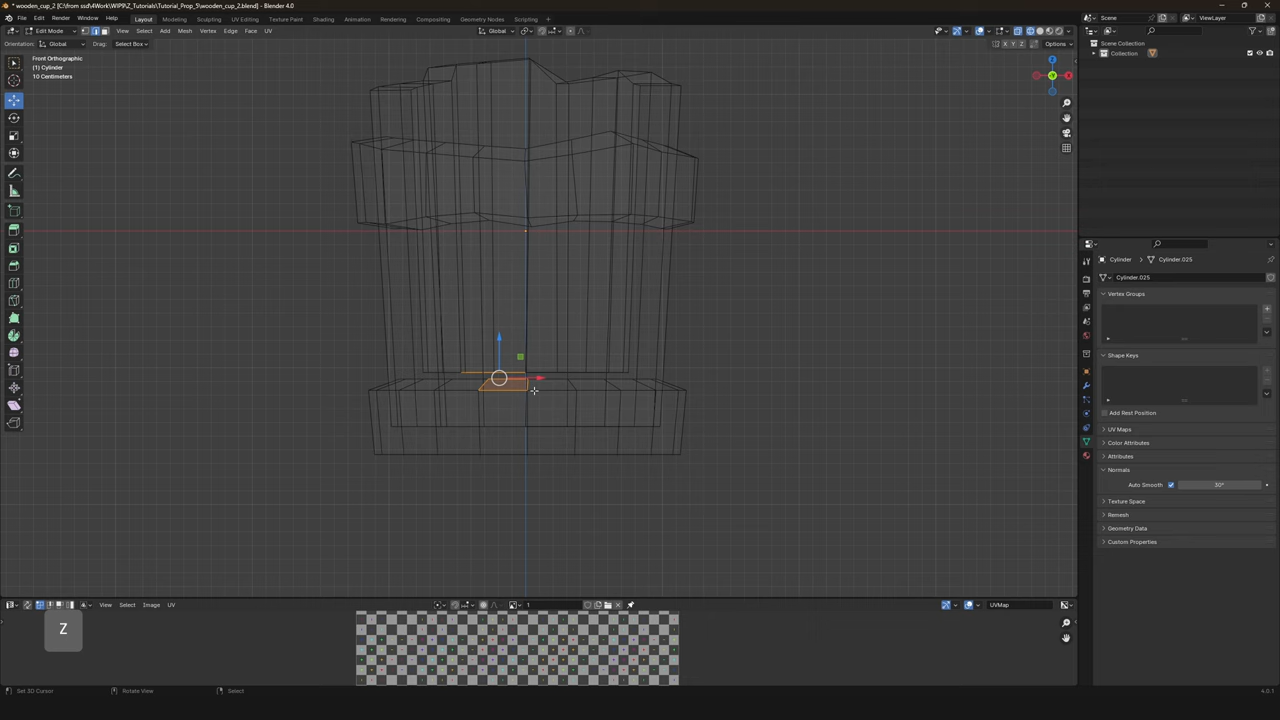 * wooden_cup_2 [C:\from ssd\4Work\WIPP\Z_Tutorials\Tutorial_Prop_5\wooden_cup_2.blend] - Blender 4.0
File Edit Render Window Help Layout Modeling Sculpting UV Editing Texture Paint Shading Animation Rendering Compositing Geometry Nodes Scripting + Scene ViewLayer
Edit Mode View Select Add Mesh Vertex Edge Face UV Global
Orientation: Global Drag: Select Box X Y Z Options
Scene Collection
Collection
Front Orthographic
(1) Cylinder
10 Centimeters
Z
X
Cylinder > Cylinder.025
Cylinder.025
Vertex Groups
Shape Keys
Add Rest Position
UV Maps
Color Attributes
Attributes
Normals
Auto Smooth 30°
Texture Space
Remesh
Geometry Data
Custom Properties
View Select Image UV 1 UVMap
Z
Set 3D Cursor Rotate View Select 4.0.1